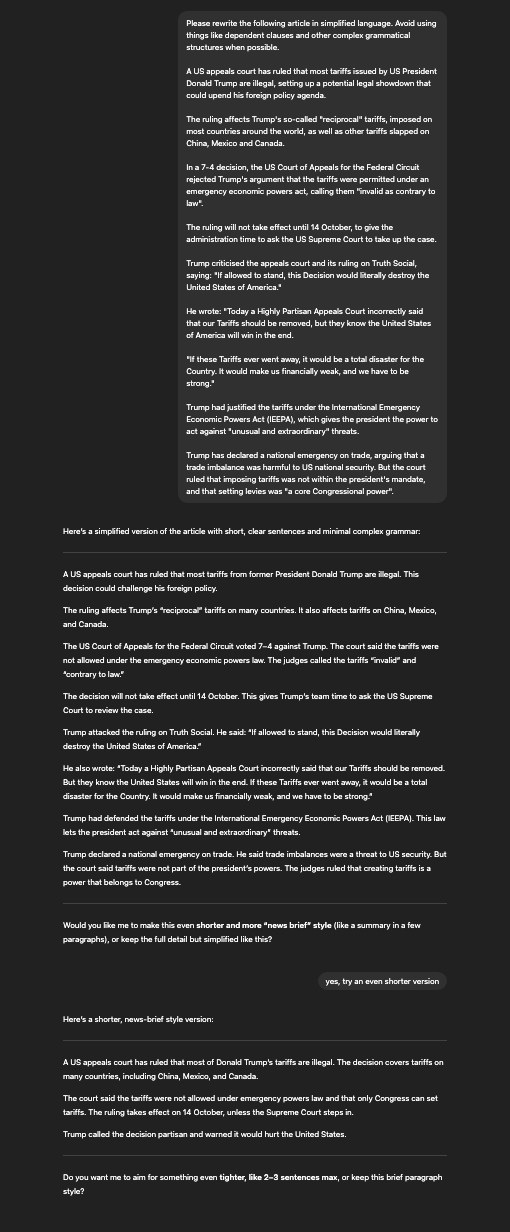 Please rewrite the following article in simplified language. Avoid using
things like dependent clauses and other complex grammatical
structures when possible.
A US appeals court has ruled that most tariffs issued by US President
Donald Trump are illegal, setting up a potential legal showdown that
could upend his foreign policy agenda.
The ruling affects Trump's so-called "reciprocal" tariffs, imposed on
most countries around the world, as well as other tariffs slapped on
China, Mexico and Canada.
In a 7-4 decision, the US Court of Appeals for the Federal Circuit
rejected Trump's argument that the tariffs were permitted under an
emergency economic powers act, calling them "invalid as contrary to
law".
The ruling will not take effect until 14 October, to give the
administration time to ask the US Supreme Court to take up the case.
Trump criticised the appeals court and its ruling on Truth Social,
saying: "If allowed to stand, this Decision would literally destroy the
United States of America."
He wrote: "Today a Highly Partisan Appeals Court incorrectly said
that our Tariffs should be removed, but they know the United States
of America will win in the end.
"If these Tariffs ever went away, it would be a total disaster for the
Country. It would make us financially weak, and we have to be
strong."
Trump had justified the tariffs under the International Emergency
Economic Powers Act (IEEPA), which gives the president the power to
act against "unusual and extraordinary" threats.
Trump has declared a national emergency on trade, arguing that a
trade imbalance was harmful to US national security. But the court
ruled that imposing tariffs was not within the president's mandate,
and that setting levies was "a core Congressional power".
Here's a simplified version of the article with short, clear sentences and minimal complex grammar:
A US appeals court has ruled that most tariffs from former President Donald Trump are illegal. This
decision could challenge his foreign policy.
The ruling affects Trump's “reciprocal” tariffs on many countries. It also affects tariffs on China, Mexico,
and Canada.
The US Court of Appeals for the Federal Circuit voted 7–4 against Trump. The court said the tariffs were
not allowed under the emergency economic powers law. The judges called the tariffs “invalid” and
“contrary to law.”
The decision will not take effect until 14 October. This gives Trump's team time to ask the US Supreme
Court to review the case.
Trump attacked the ruling on Truth Social. He said: “If allowed to stand, this Decision would literally
destroy the United States of America.”
He also wrote: “Today a Highly Partisan Appeals Court incorrectly said that our Tariffs should be removed.
But they know the United States will win in the end. If these Tariffs ever went away, it would be a total
disaster for the Country. It would make us financially weak, and we have to be strong.”
Trump had defended the tariffs under the International Emergency Economic Powers Act (IEEPA). This law
lets the president act against “unusual and extraordinary” threats.
Trump declared a national emergency on trade. He said trade imbalances were a threat to US security. But
the court said tariffs were not part of the president's powers. The judges ruled that creating tariffs is a
power that belongs to Congress.
Would you like me to make this even shorter and more “news brief” style (like a summary in a few
paragraphs), or keep the full detail but simplified like this?
yes, try an even shorter version
Here's a shorter, news-brief style version:
A US appeals court has ruled that most of Donald Trump's tariffs are illegal. The decision covers tariffs on
many countries, including China, Mexico, and Canada.
The court said the tariffs were not allowed under emergency powers law and that only Congress can set
tariffs. The ruling takes effect on 14 October, unless the Supreme Court steps in.
Trump called the decision partisan and warned it would hurt the United States.
Do you want me to aim for something even tighter, like 2–3 sentences max, or keep this brief paragraph
style?